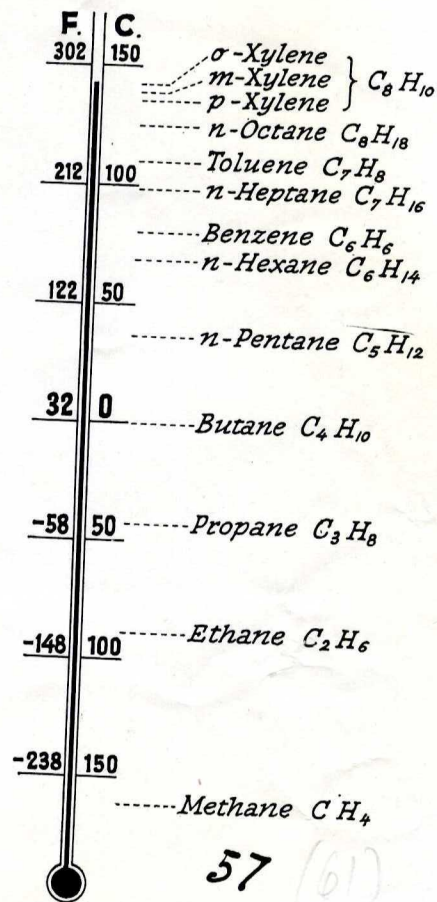 F. C.
302 150
o-Xylene
m-Xylene
p-Xylene
C₈H₁₀
n-Octane C₈H₁₈
Toluene C₇H₈
212 100
n-Heptane C₇H₁₆
Benzene C₆H₆
n-Hexane C₆H₁₄
122 50
n-Pentane C₅H₁₂
32 0
Butane C₄H₁₀
Propane C₃H₈
-58 50
Ethane C₂H₆
-148 100
-238 150
Methane CH₄
57 (61)